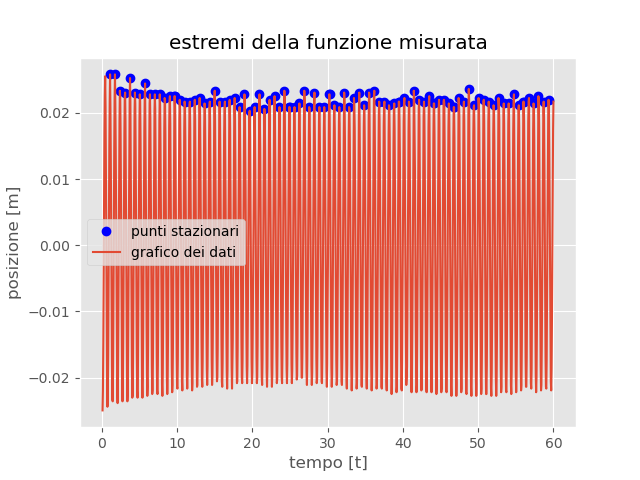 estremi della funzione misurata
0.02
0.01
0.00
−0.01
−0.02
posizione [m]
punti stazionari
grafico dei dati
0
10
20
30
40
50
60
tempo [t]